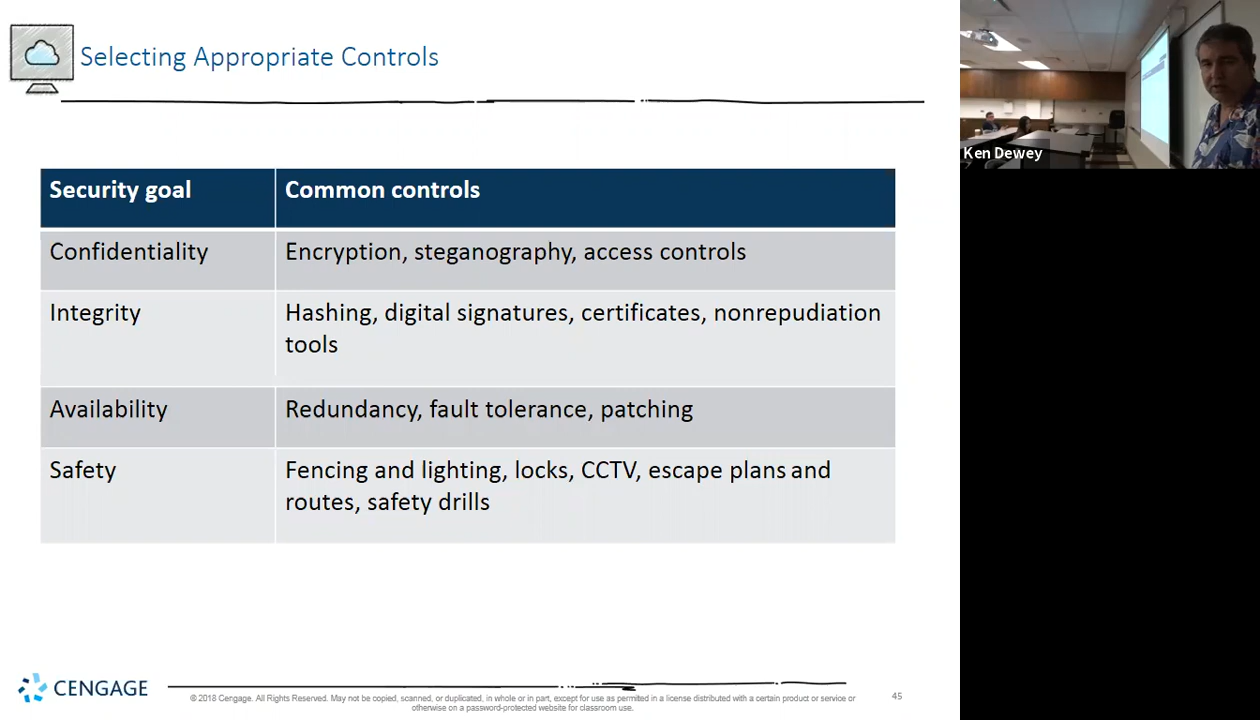 Selecting Appropriate Controls
Ken Dewey
Security goal
Common controls
Confidentiality
Encryption, steganography, access controls
Integrity
Hashing, digital signatures, certificates, nonrepudiation
tools
Availability
Redundancy, fault tolerance, patching
Safety
Fencing and lighting, locks, CCTV, escape plans and
routes, safety drills
CENGAGE
© 2018 Cengage. All Rights Reserved. May not be copied, scanned, or duplicated, in whole or in part, except for use as permitted in a license distributed with a certain product or service or
otherwise on a password-protected website for classroom use.
45